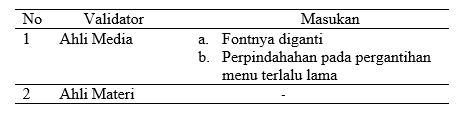 No Validator Masukan
1 Ahli Media a. Fontnya diganti
b. Perpindahahan pada pergantihan
menu terlalu lama
2 Ahli Materi -